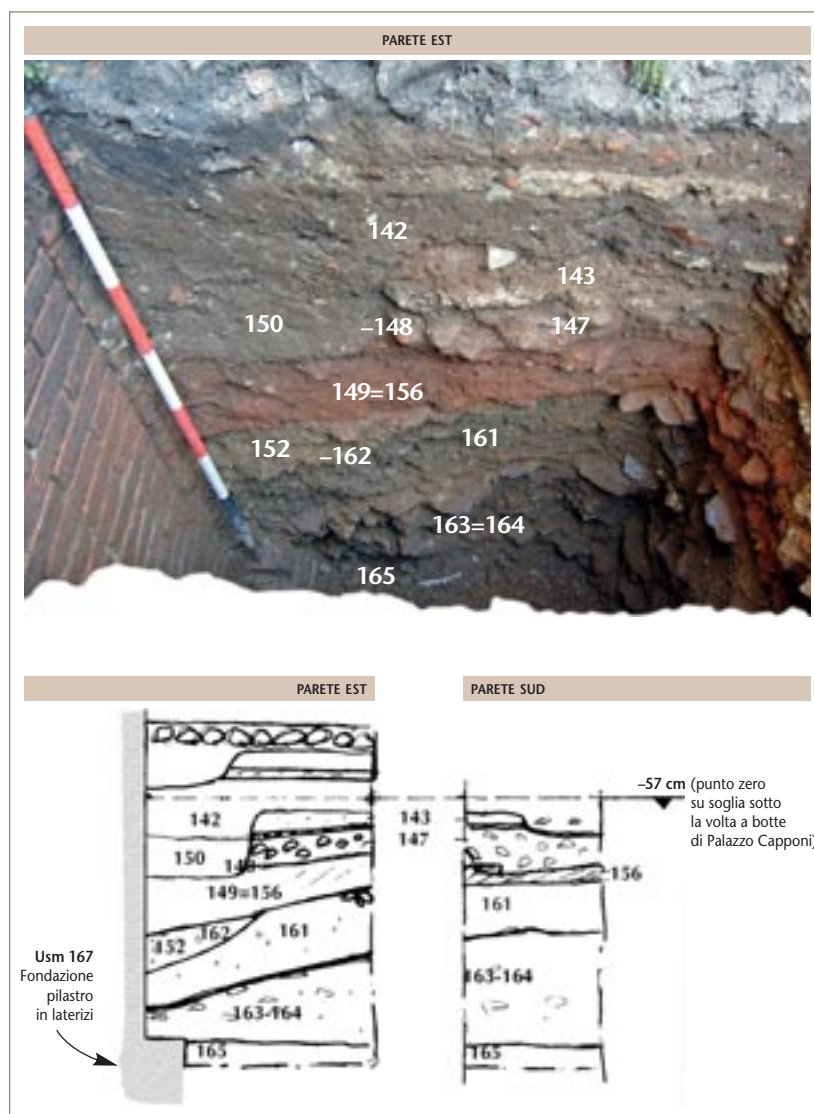 PARETE EST
142
143
150 –148 147
149=156
152 –162 161
163=164
165
PARETE EST PARETE SUD
–57 cm (punto zero
su soglia sotto
la volta a botte
di Palazzo Capponi)
142 143
147
150
149=156 156
161 161
152 162
Usm 167
Fondazione
pilastro
in laterizi
163-164 163-164
165 165